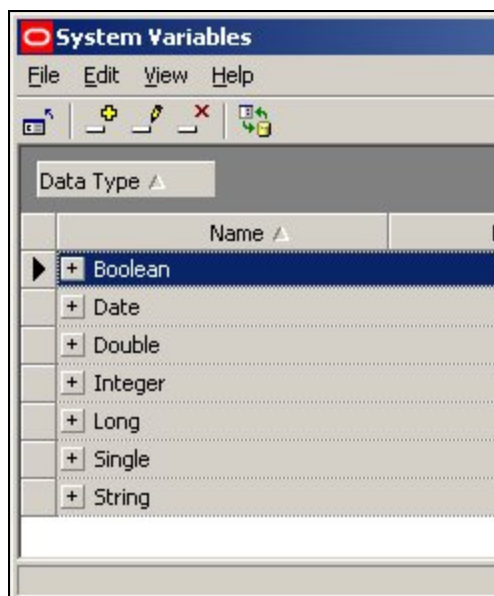 System Variables
File Edit View Help
Data Type
Name
Boolean
Date
Double
Integer
Long
Single
String